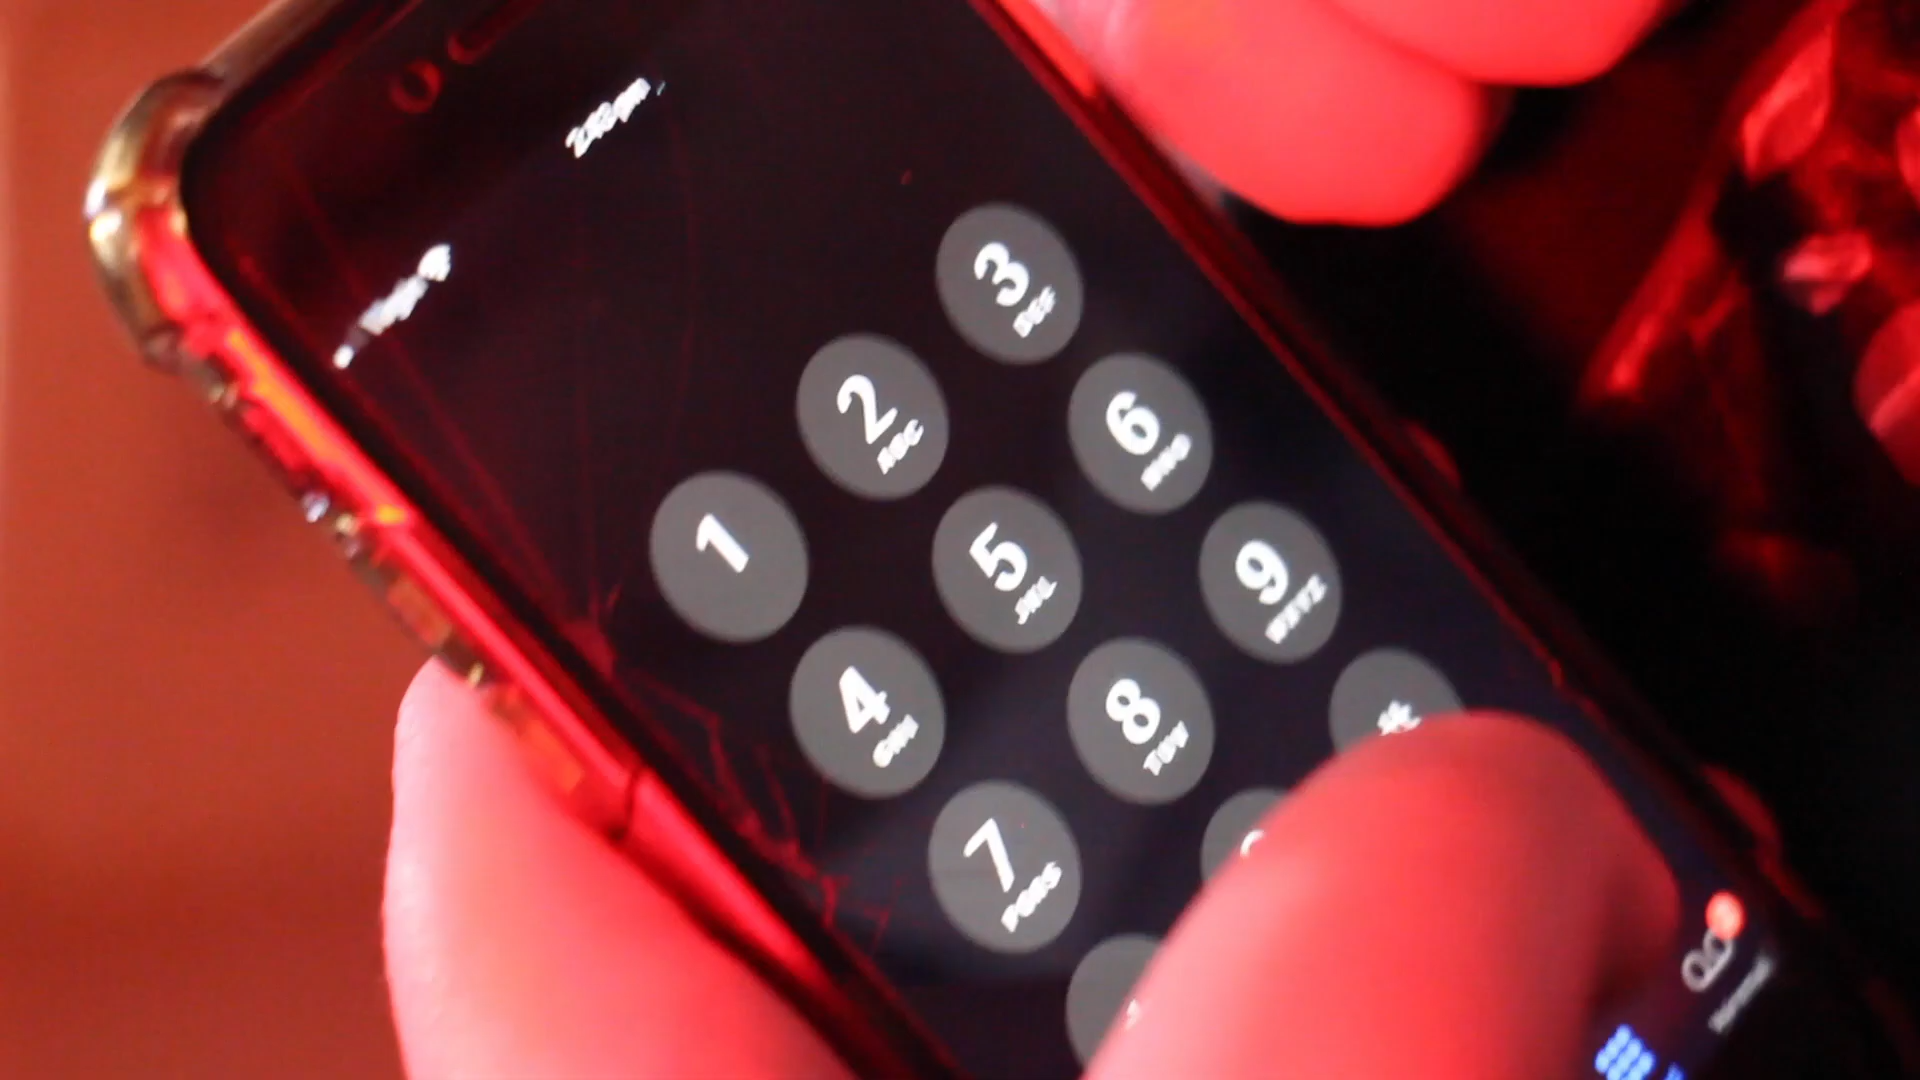 1
2 ABC
3 DEF
4 GHI
5 JKL
6 MNO
7 PQRS
8 TUV
9 WXYZ